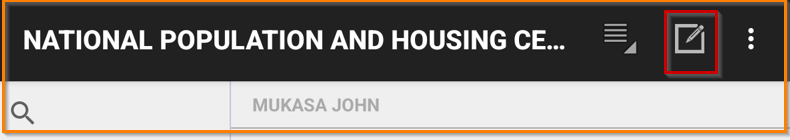 NATIONAL POPULATION AND HOUSING CE...
MUKASA JOHN